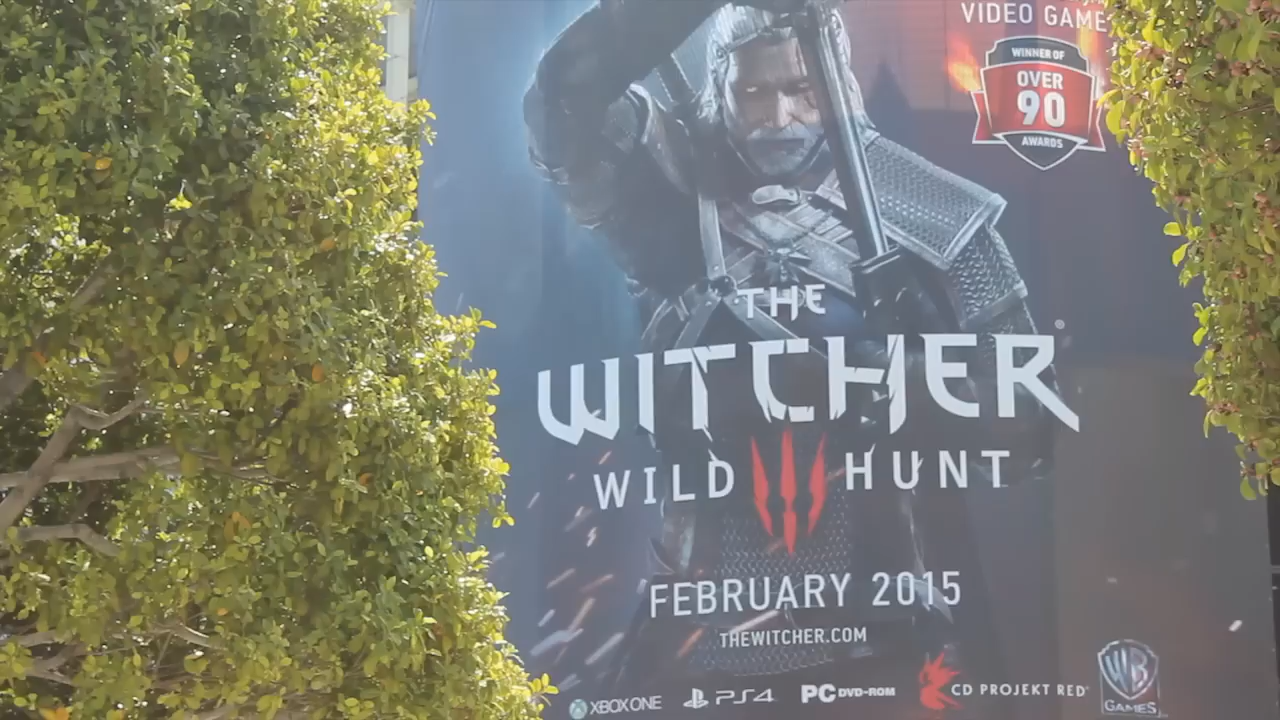 VIDEO GAME
WINNER OF
OVER
90
AWARDS
THE
WITCHER
WILD III HUNT
FEBRUARY 2015
THEWITCHER.COM
XBOX ONE PS4 PC DVD-ROM CD PROJEKT RED® WB GAMES